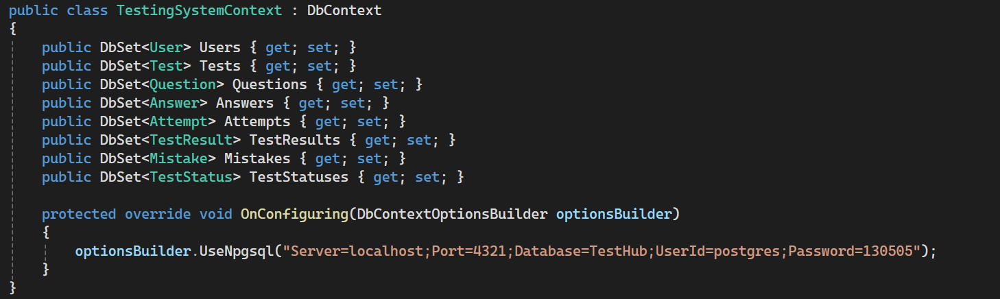 public class TestingSystemContext : DbContext
{
    public DbSet<User> Users { get; set; }
    public DbSet<Test> Tests { get; set; }
    public DbSet<Question> Questions { get; set; }
    public DbSet<Answer> Answers { get; set; }
    public DbSet<Attempt> Attempts { get; set; }
    public DbSet<TestResult> TestResults { get; set; }
    public DbSet<Mistake> Mistakes { get; set; }
    public DbSet<TestStatus> TestStatuses { get; set; }

    protected override void OnConfiguring(DbContextOptionsBuilder optionsBuilder)
    {
        optionsBuilder.UseNpgsql("Server=localhost;Port=4321;Database=TestHub;UserId=postgres;Password=130505");
    }
}